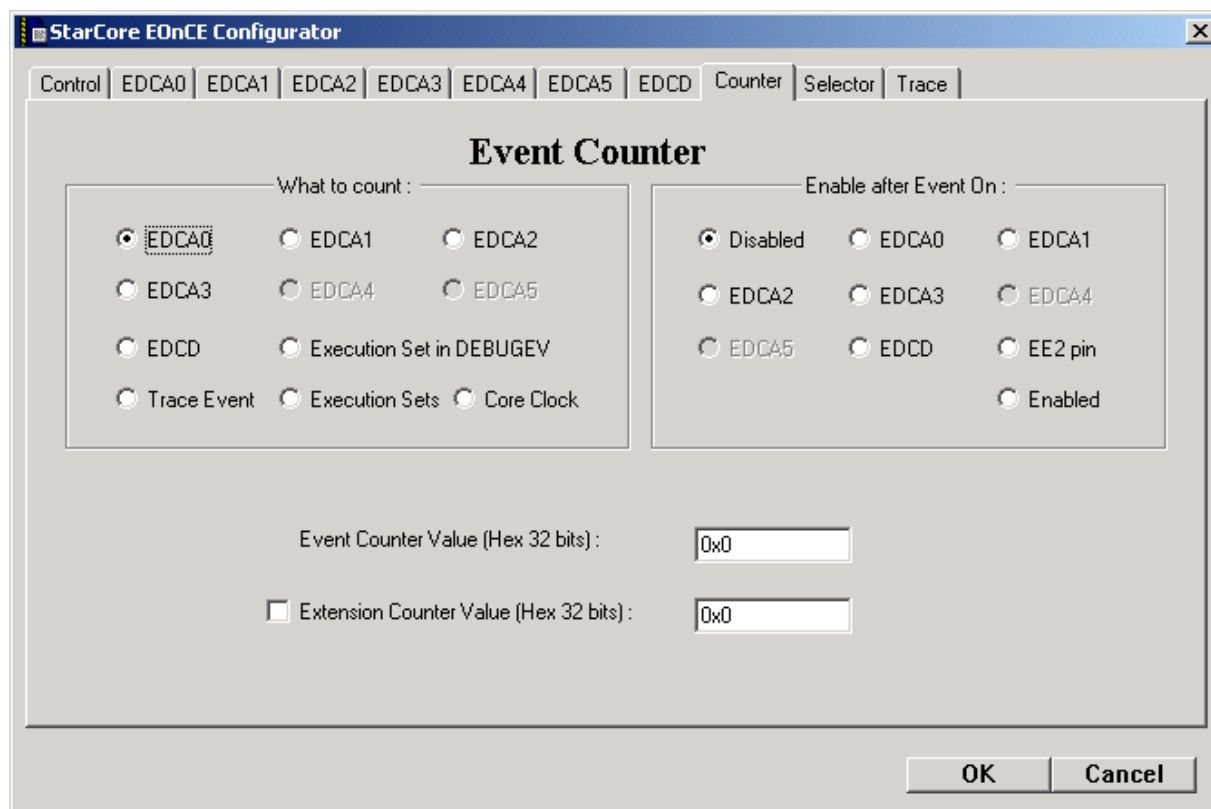 StarCore EOnCE Configurator
Control EDCA0 EDCA1 EDCA2 EDCA3 EDCA4 EDCA5 EDCD Counter Selector Trace
Event Counter
What to count :
EDCA0 EDCA1 EDCA2
EDCA3 EDCA4 EDCA5
EDCD Execution Set in DEBUGEV
Trace Event Execution Sets Core Clock
Enable after Event On :
Disabled EDCA0 EDCA1
EDCA2 EDCA3 EDCA4
EDCA5 EDCD EE2 pin
Enabled
Event Counter Value (Hex 32 bits) : 0x0
Extension Counter Value (Hex 32 bits) : 0x0
OK Cancel